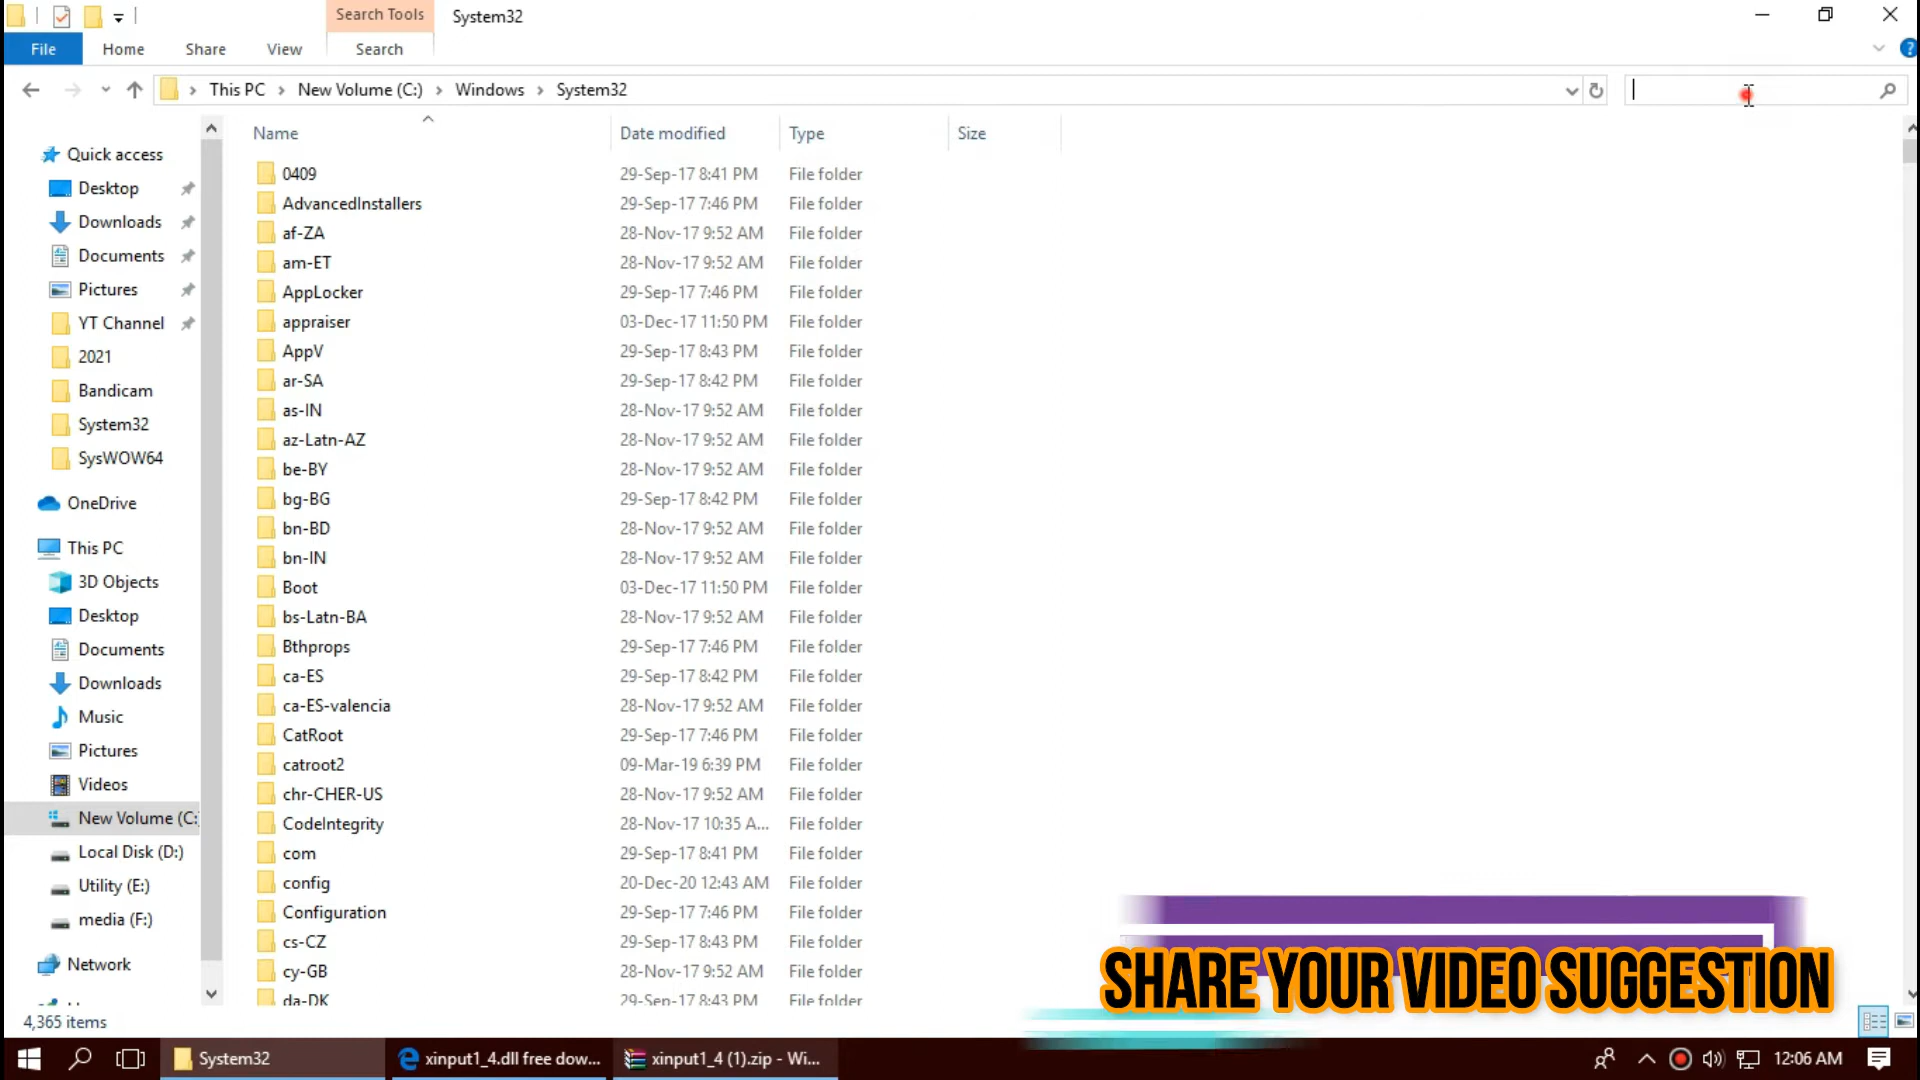 Search Tools System32
File Home Share View Search
This PC New Volume (C:) Windows System32
Name Date modified Type Size
Quick access
Desktop
Downloads
Documents
Pictures
YT Channel
2021
Bandicam
System32
SysWOW64
OneDrive
This PC
3D Objects
Desktop
Documents
Downloads
Music
Pictures
Videos
New Volume (C:
Local Disk (D:)
Utility (E:)
media (F:)
Network
0409 29-Sep-17 8:41 PM File folder
AdvancedInstallers 29-Sep-17 7:46 PM File folder
af-ZA 28-Nov-17 9:52 AM File folder
am-ET 28-Nov-17 9:52 AM File folder
AppLocker 29-Sep-17 7:46 PM File folder
appraiser 03-Dec-17 11:50 PM File folder
AppV 29-Sep-17 8:43 PM File folder
ar-SA 29-Sep-17 8:42 PM File folder
as-IN 28-Nov-17 9:52 AM File folder
az-Latn-AZ 28-Nov-17 9:52 AM File folder
be-BY 28-Nov-17 9:52 AM File folder
bg-BG 29-Sep-17 8:42 PM File folder
bn-BD 28-Nov-17 9:52 AM File folder
bn-IN 28-Nov-17 9:52 AM File folder
Boot 03-Dec-17 11:50 PM File folder
bs-Latn-BA 28-Nov-17 9:52 AM File folder
Bthprops 29-Sep-17 7:46 PM File folder
ca-ES 29-Sep-17 8:42 PM File folder
ca-ES-valencia 28-Nov-17 9:52 AM File folder
CatRoot 29-Sep-17 7:46 PM File folder
catroot2 09-Mar-19 6:39 PM File folder
chr-CHER-US 28-Nov-17 9:52 AM File folder
CodeIntegrity 28-Nov-17 10:35 A... File folder
com 29-Sep-17 8:41 PM File folder
config 20-Dec-20 12:43 AM File folder
Configuration 29-Sep-17 7:46 PM File folder
cs-CZ 29-Sep-17 8:43 PM File folder
cy-GB 28-Nov-17 9:52 AM File folder
da-DK 29-Sep-17 8:43 PM File folder
SHARE YOUR VIDEO SUGGESTION
4,365 items
System32 xinput1_4.dll free dow... xinput1_4 (1).zip - Wi... 12:06 AM